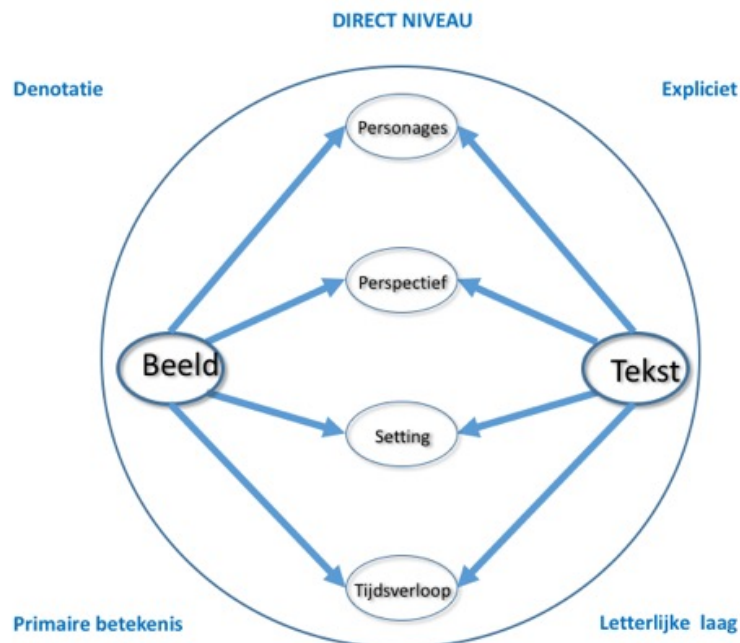 DIRECT NIVEAU
Denotatie
Expliciet
Personages
Perspectief
Beeld
Tekst
Setting
Tijdsverloop
Primaire betekenis
Letterlijke laag